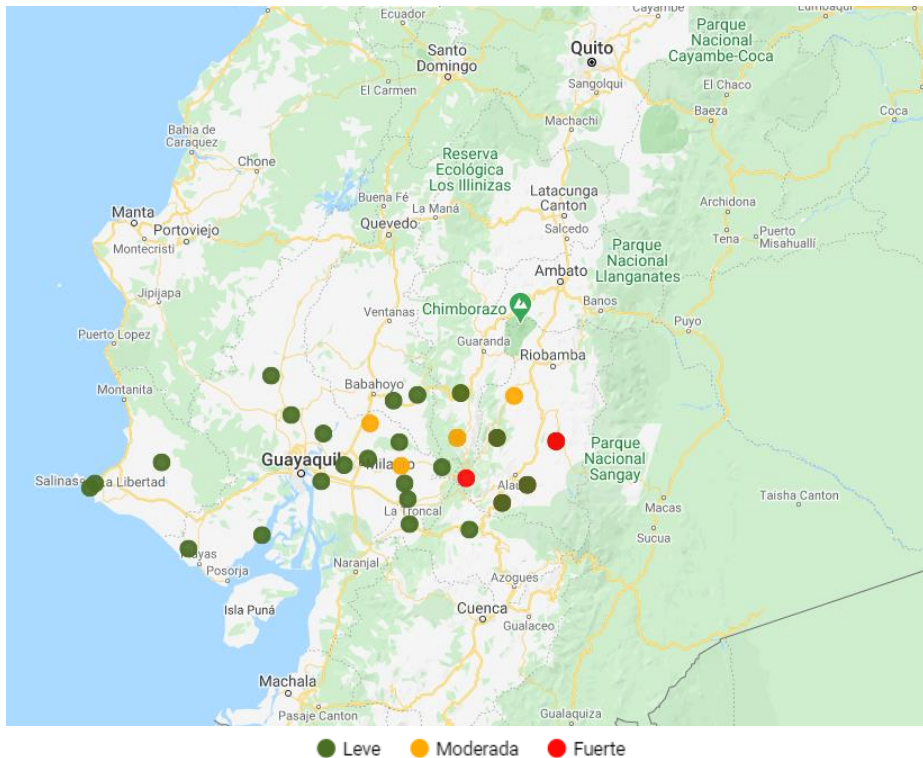 Ecuador
Cayambe
Lumbaquí
Parque
Nacional
Cayambe-Coca
Santo
Domingo
Quito
Sangolqui
El Carmen
El Chaco
Coca
Machachi
Baeza
Bahia de
Caraquez
Chone
Reserva
Ecológica
Los Illinizas
Latacunga
Canton
Buena Fé
La Maná
Archidona
Manta
Portoviejo
Quevedo
Salcedo
Tena
Puerto
Misahuallí
Montecristi
Parque
Nacional
Llanganates
Ambato
Jipijapa
Banos
Chimborazo
Ventanas
Puyo
Puerto Lopez
Guaranda
Riobamba
Montanita
Babahoyo
Guayaquil
Parque
Nacional
Sangay
Salinas
La Libertad
Taisha Canton
Macas
La Troncal
Sucua
Playas
Posorja
Naranjal
Azogues
Isla Puná
Cuenca
Gualaceo
Machala
Pasaje Canton
Gualaquiza
Leve
Moderada
Fuerte